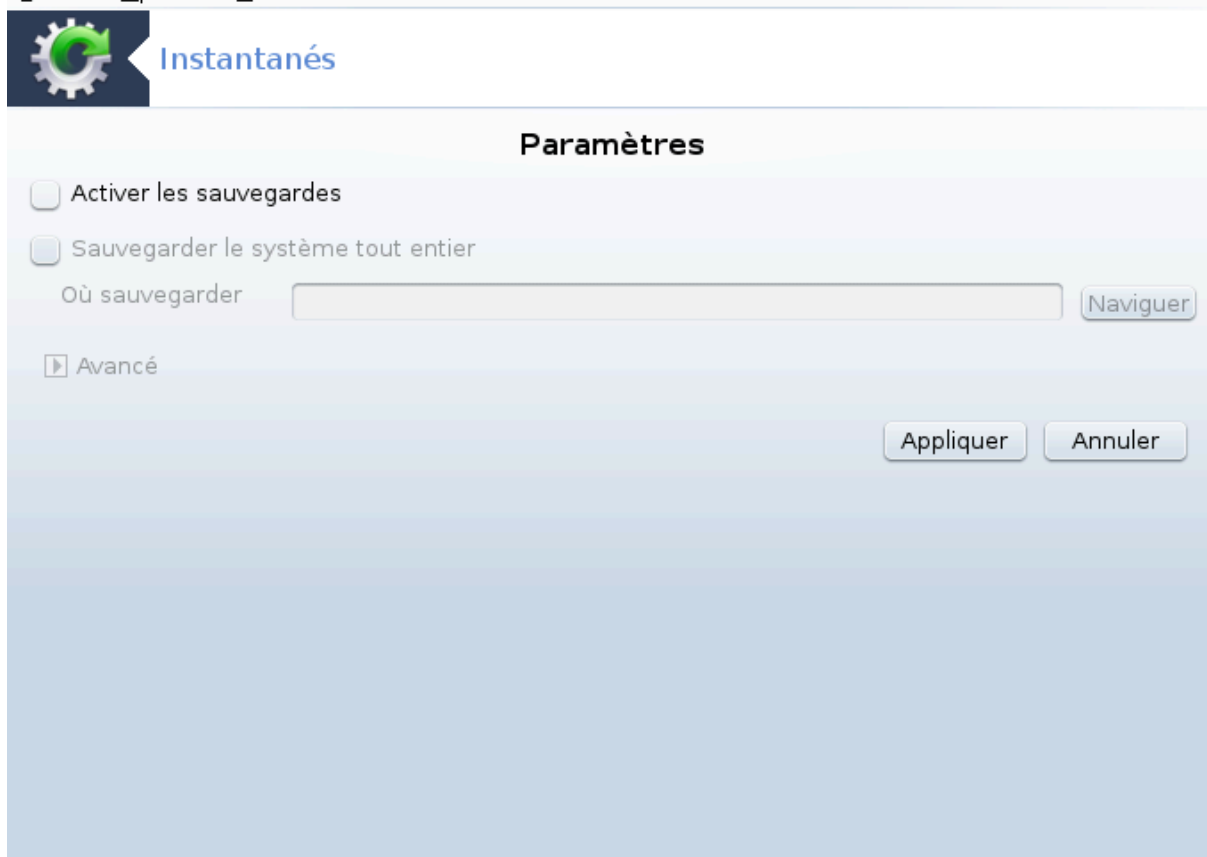 Instantanés
Paramètres
Activer les sauvegardes
Sauvegarder le système tout entier
Où sauvegarder
Naviguer
Avancé
Appliquer Annuler